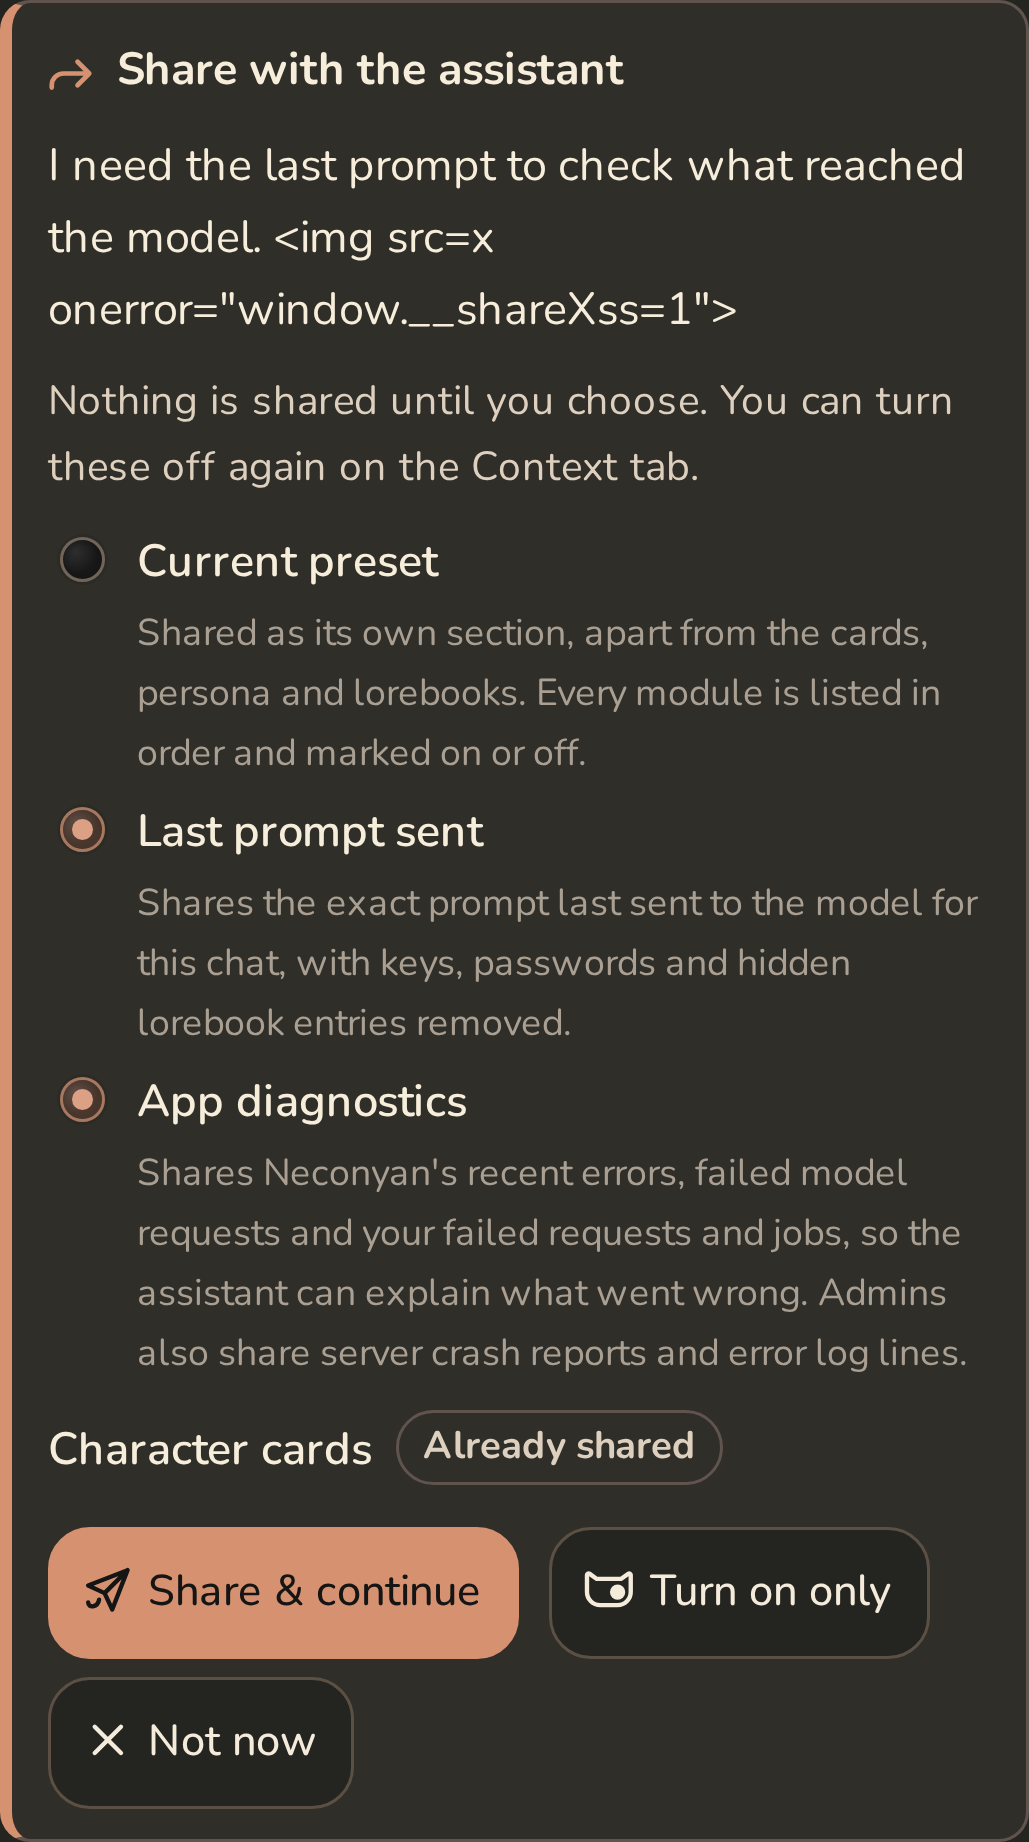 Share with the assistant
I need the last prompt to check what reached
the model. <img src=x
onerror="window.__shareXss=1">
Nothing is shared until you choose. You can turn
these off again on the Context tab.
Current preset
Shared as its own section, apart from the cards,
persona and lorebooks. Every module is listed in
order and marked on or off.
Last prompt sent
Shares the exact prompt last sent to the model for
this chat, with keys, passwords and hidden
lorebook entries removed.
App diagnostics
Shares Neconyan's recent errors, failed model
requests and your failed requests and jobs, so the
assistant can explain what went wrong. Admins
also share server crash reports and error log lines.
Character cards Already shared
Share & continue Turn on only
Not now